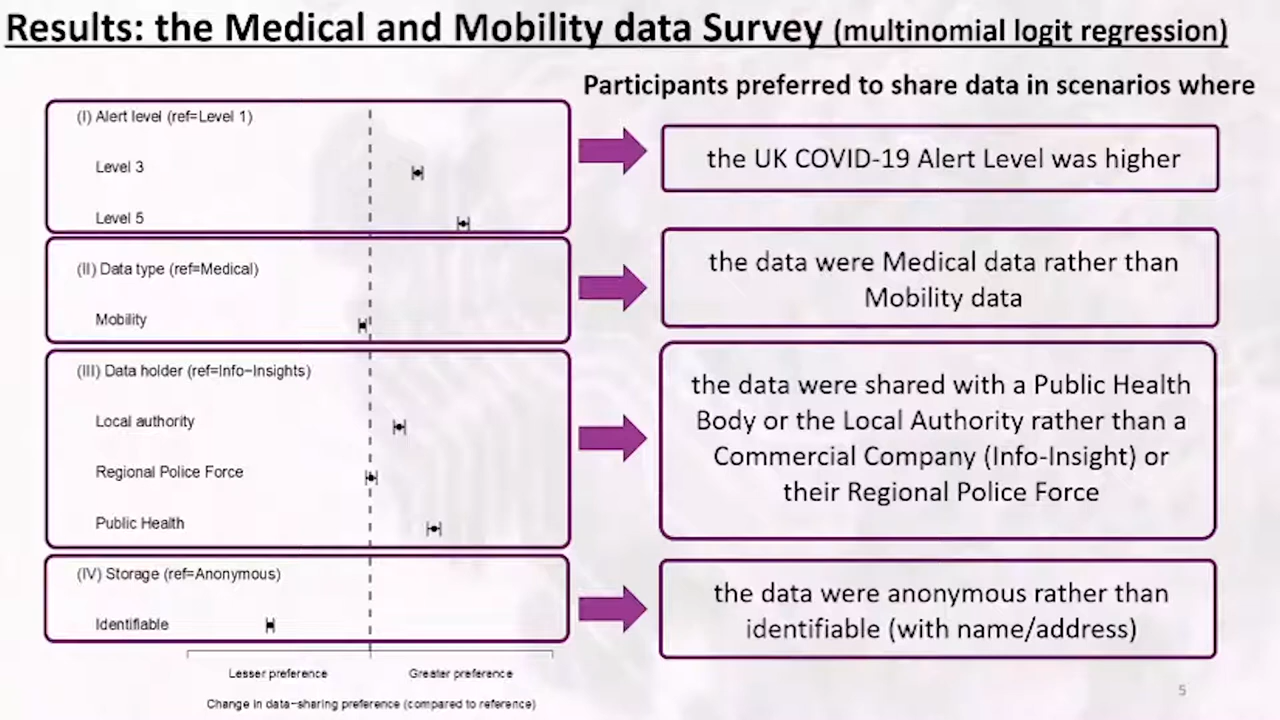 Results: the Medical and Mobility data Survey (multinomial logit regression)
Participants preferred to share data in scenarios where
(I) Alert level (ref=Level 1)
Level 3
Level 5
the UK COVID-19 Alert Level was higher
(II) Data type (ref=Medical)
Mobility
the data were Medical data rather than
Mobility data
(III) Data holder (ref=Info−Insights)
Local authority
Regional Police Force
Public Health
the data were shared with a Public Health
Body or the Local Authority rather than a
Commercial Company (Info-Insight) or
their Regional Police Force
(IV) Storage (ref=Anonymous)
Identifiable
the data were anonymous rather than
identifiable (with name/address)
Lesser preference
Greater preference
Change in data−sharing preference (compared to reference)
5